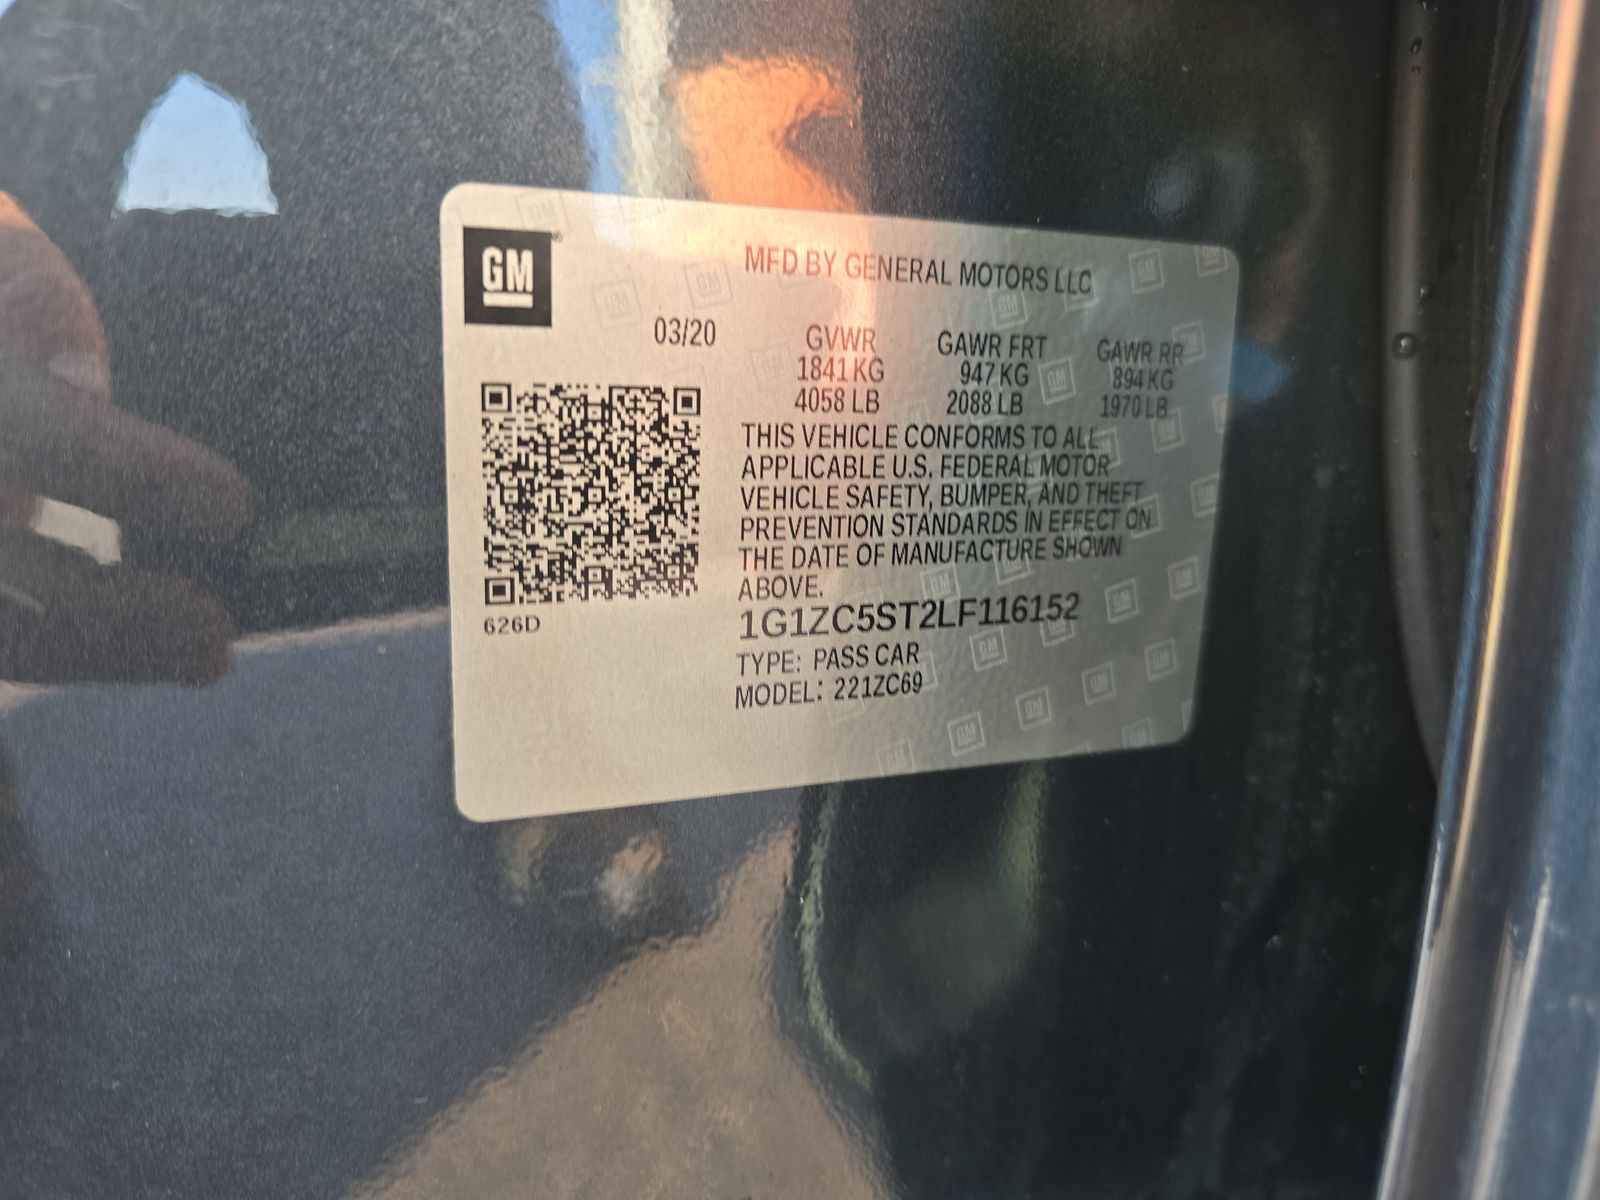 GM
MFD BY GENERAL MOTORS LLC
03/20
GVWR GAWR FRT GAWR RR
1841 KG 947 KG 894 KG
4058 LB 2088 LB 1970 LB
THIS VEHICLE CONFORMS TO ALL
APPLICABLE U.S. FEDERAL MOTOR
VEHICLE SAFETY, BUMPER, AND THEFT
PREVENTION STANDARDS IN EFFECT ON
THE DATE OF MANUFACTURE SHOWN
ABOVE.
626D
1G1ZC5ST2LF116152
TYPE: PASS CAR
MODEL: 221ZC69